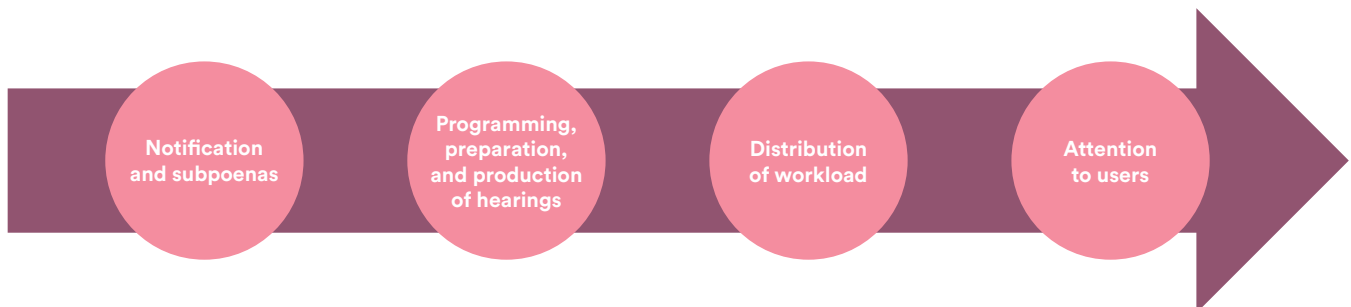 Notification
and subpoenas
Programming,
preparation,
and production
of hearings
Distribution
of workload
Attention
to users